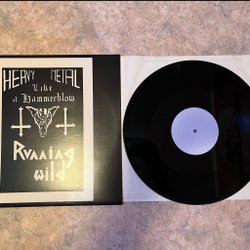 HEAVY METAL
Like
a Hammerblow
Running
Wild